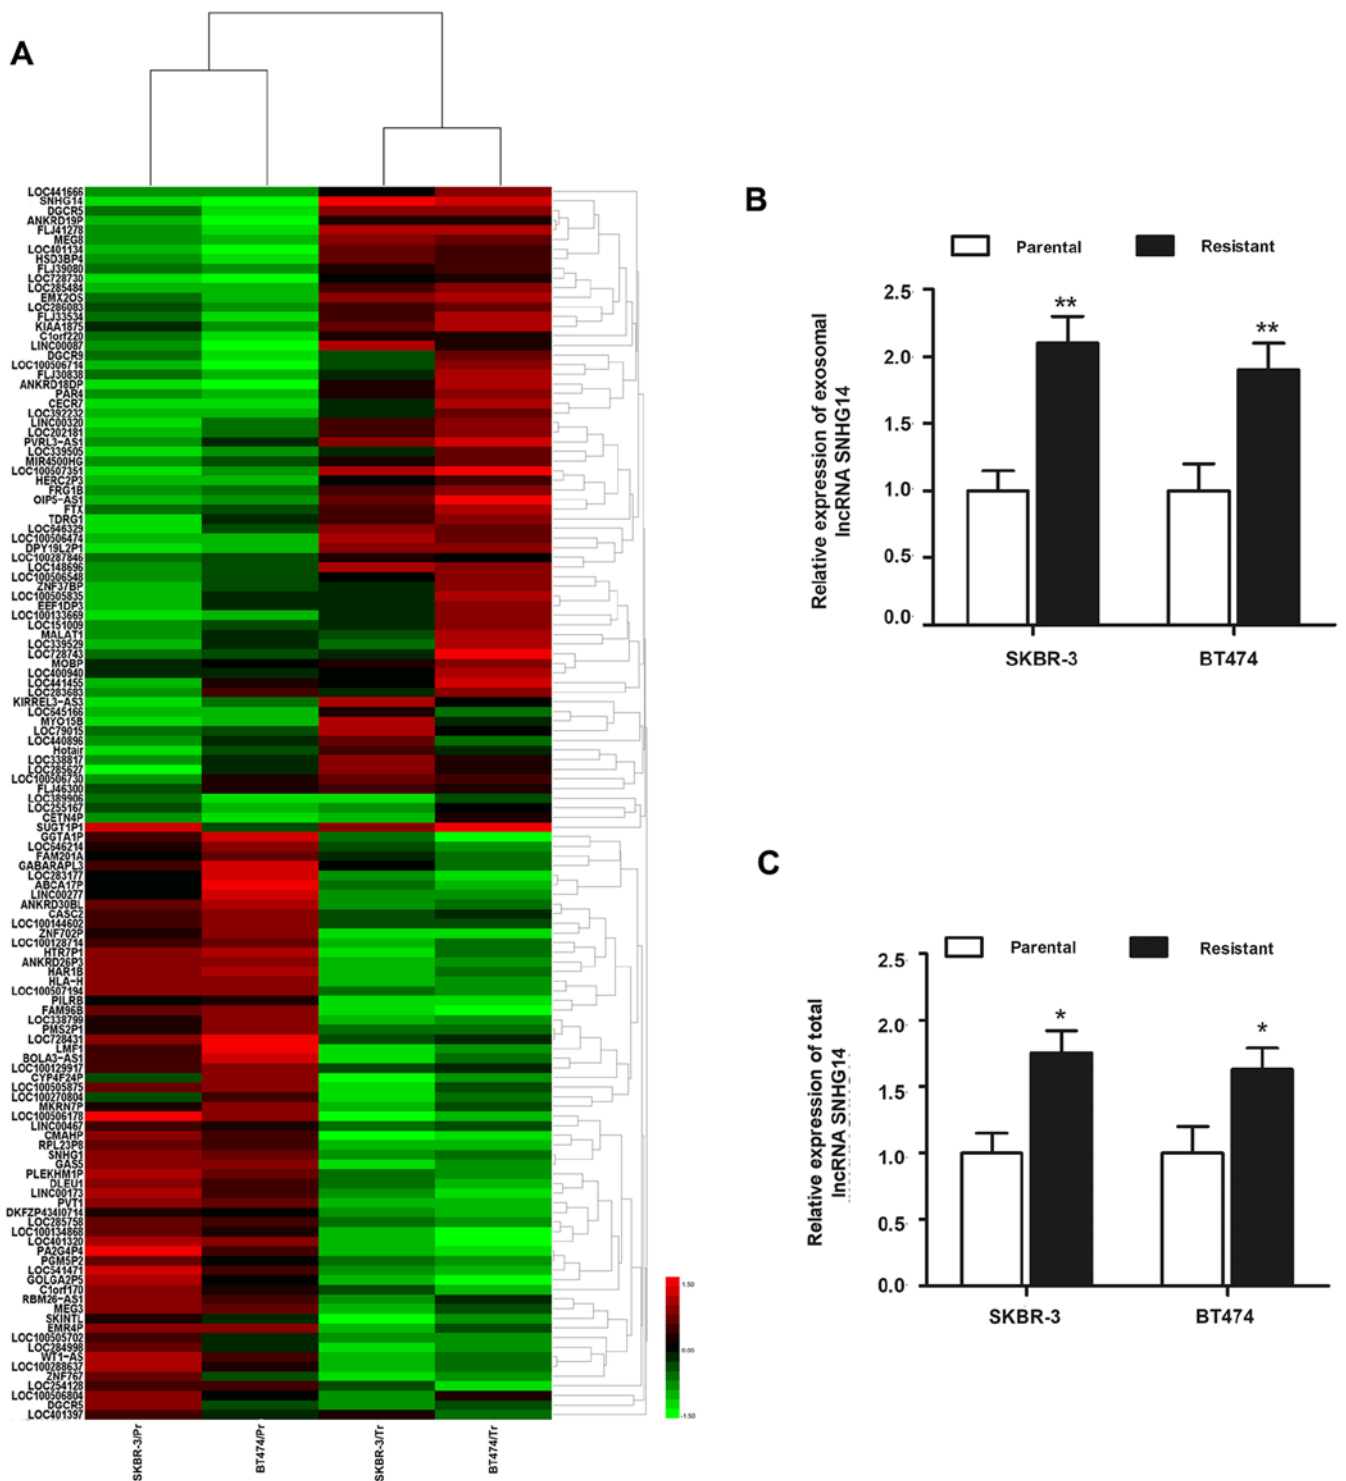 A
LOC441666
SNHG14
DGCR5
ANKRD19P
FLJ41278
MEG8
LOC401134
HSD3BP4
FLJ39080
LOC728730
LOC285484
EMX2OS
LOC286083
FLJ33534
KIAA1875
C1orf220
LINC00087
DGCR9
LOC100506714
FLJ30838
ANKRD18DP
PAR4
CECR7
LOC392232
LINC00320
LOC202181
PVRL3-AS1
LOC339505
MIR4500HG
LOC100507351
HERC2P3
FRG1B
OIP5-AS1
FTX
TDRG1
LOC646329
LOC100506474
DPY19L2P1
LOC100287846
LOC148696
LOC100506548
ZNF37BP
LOC100505835
EEF1DP3
LOC100133669
LOC151009
MALAT1
LOC339529
LOC728743
MOBP
LOC400940
LOC441455
LOC283683
KIRREL3-AS3
LOC645166
MYO15B
LOC79015
LOC440896
Hotair
LOC338817
LOC285627
LOC100506730
FLJ46300
LOC389906
LOC255167
CETN4P
SUGT1P1
GGTA1P
LOC646214
FAM201A
GABARAPL3
LOC283177
ABCA17P
LINC00277
ANKRD30BL
CASC2
LOC100144602
ZNF702P
LOC100128714
HTR7P1
ANKRD26P3
HAR1B
HLA-H
LOC100507194
PILRB
FAM96B
LOC338799
PMS2P1
LOC728431
LMF1
BOLA3-AS1
LOC100129917
CYP4F24P
LOC100505875
LOC100270804
MKRN7P
LOC100506178
LINC00467
CMAHP
RPL23P8
SNHG1
GAS5
PLEKHM1P
DLEU1
LINC00173
PVT1
DKFZP434I0714
LOC285758
LOC100134868
LOC401320
PA2G4P4
PGM5P2
LOC541471
GOLGA2P5
C1orf170
RBM26-AS1
MEG3
SKINTL
EMR4P
LOC100505702
LOC284998
WT1-AS
LOC100288637
ZNF767
LOC254128
LOC100506804
DGCR5
LOC401397
SKBR-3/Pr
BT474/Pr
SKBR-3/Tr
BT474/Tr
1.50
0.00
-1.50
B
Parental
Resistant
Relative expression of exosomal
lncRNA SNHG14
2.5
2.0
1.5
1.0
0.5
0.0
**
**
SKBR-3
BT474
C
Parental
Resistant
Relative expression of total
lncRNA SNHG14
2.5
2.0
1.5
1.0
0.5
0.0
*
*
SKBR-3
BT474